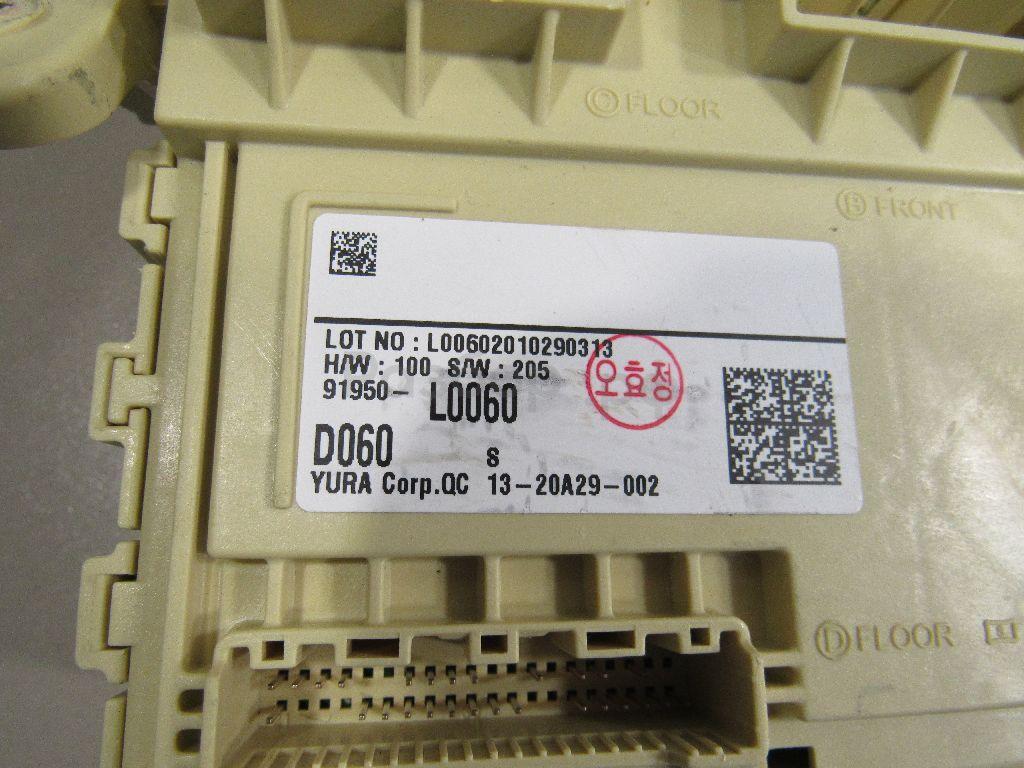 Ⓒ FLOOR
Ⓑ FRONT
LOT NO : L00602010290313
H/W : 100 S/W : 205
오효정
91950- L0060
D060 S
YURA Corp.QC 13-20A29-002
Ⓓ FLOOR